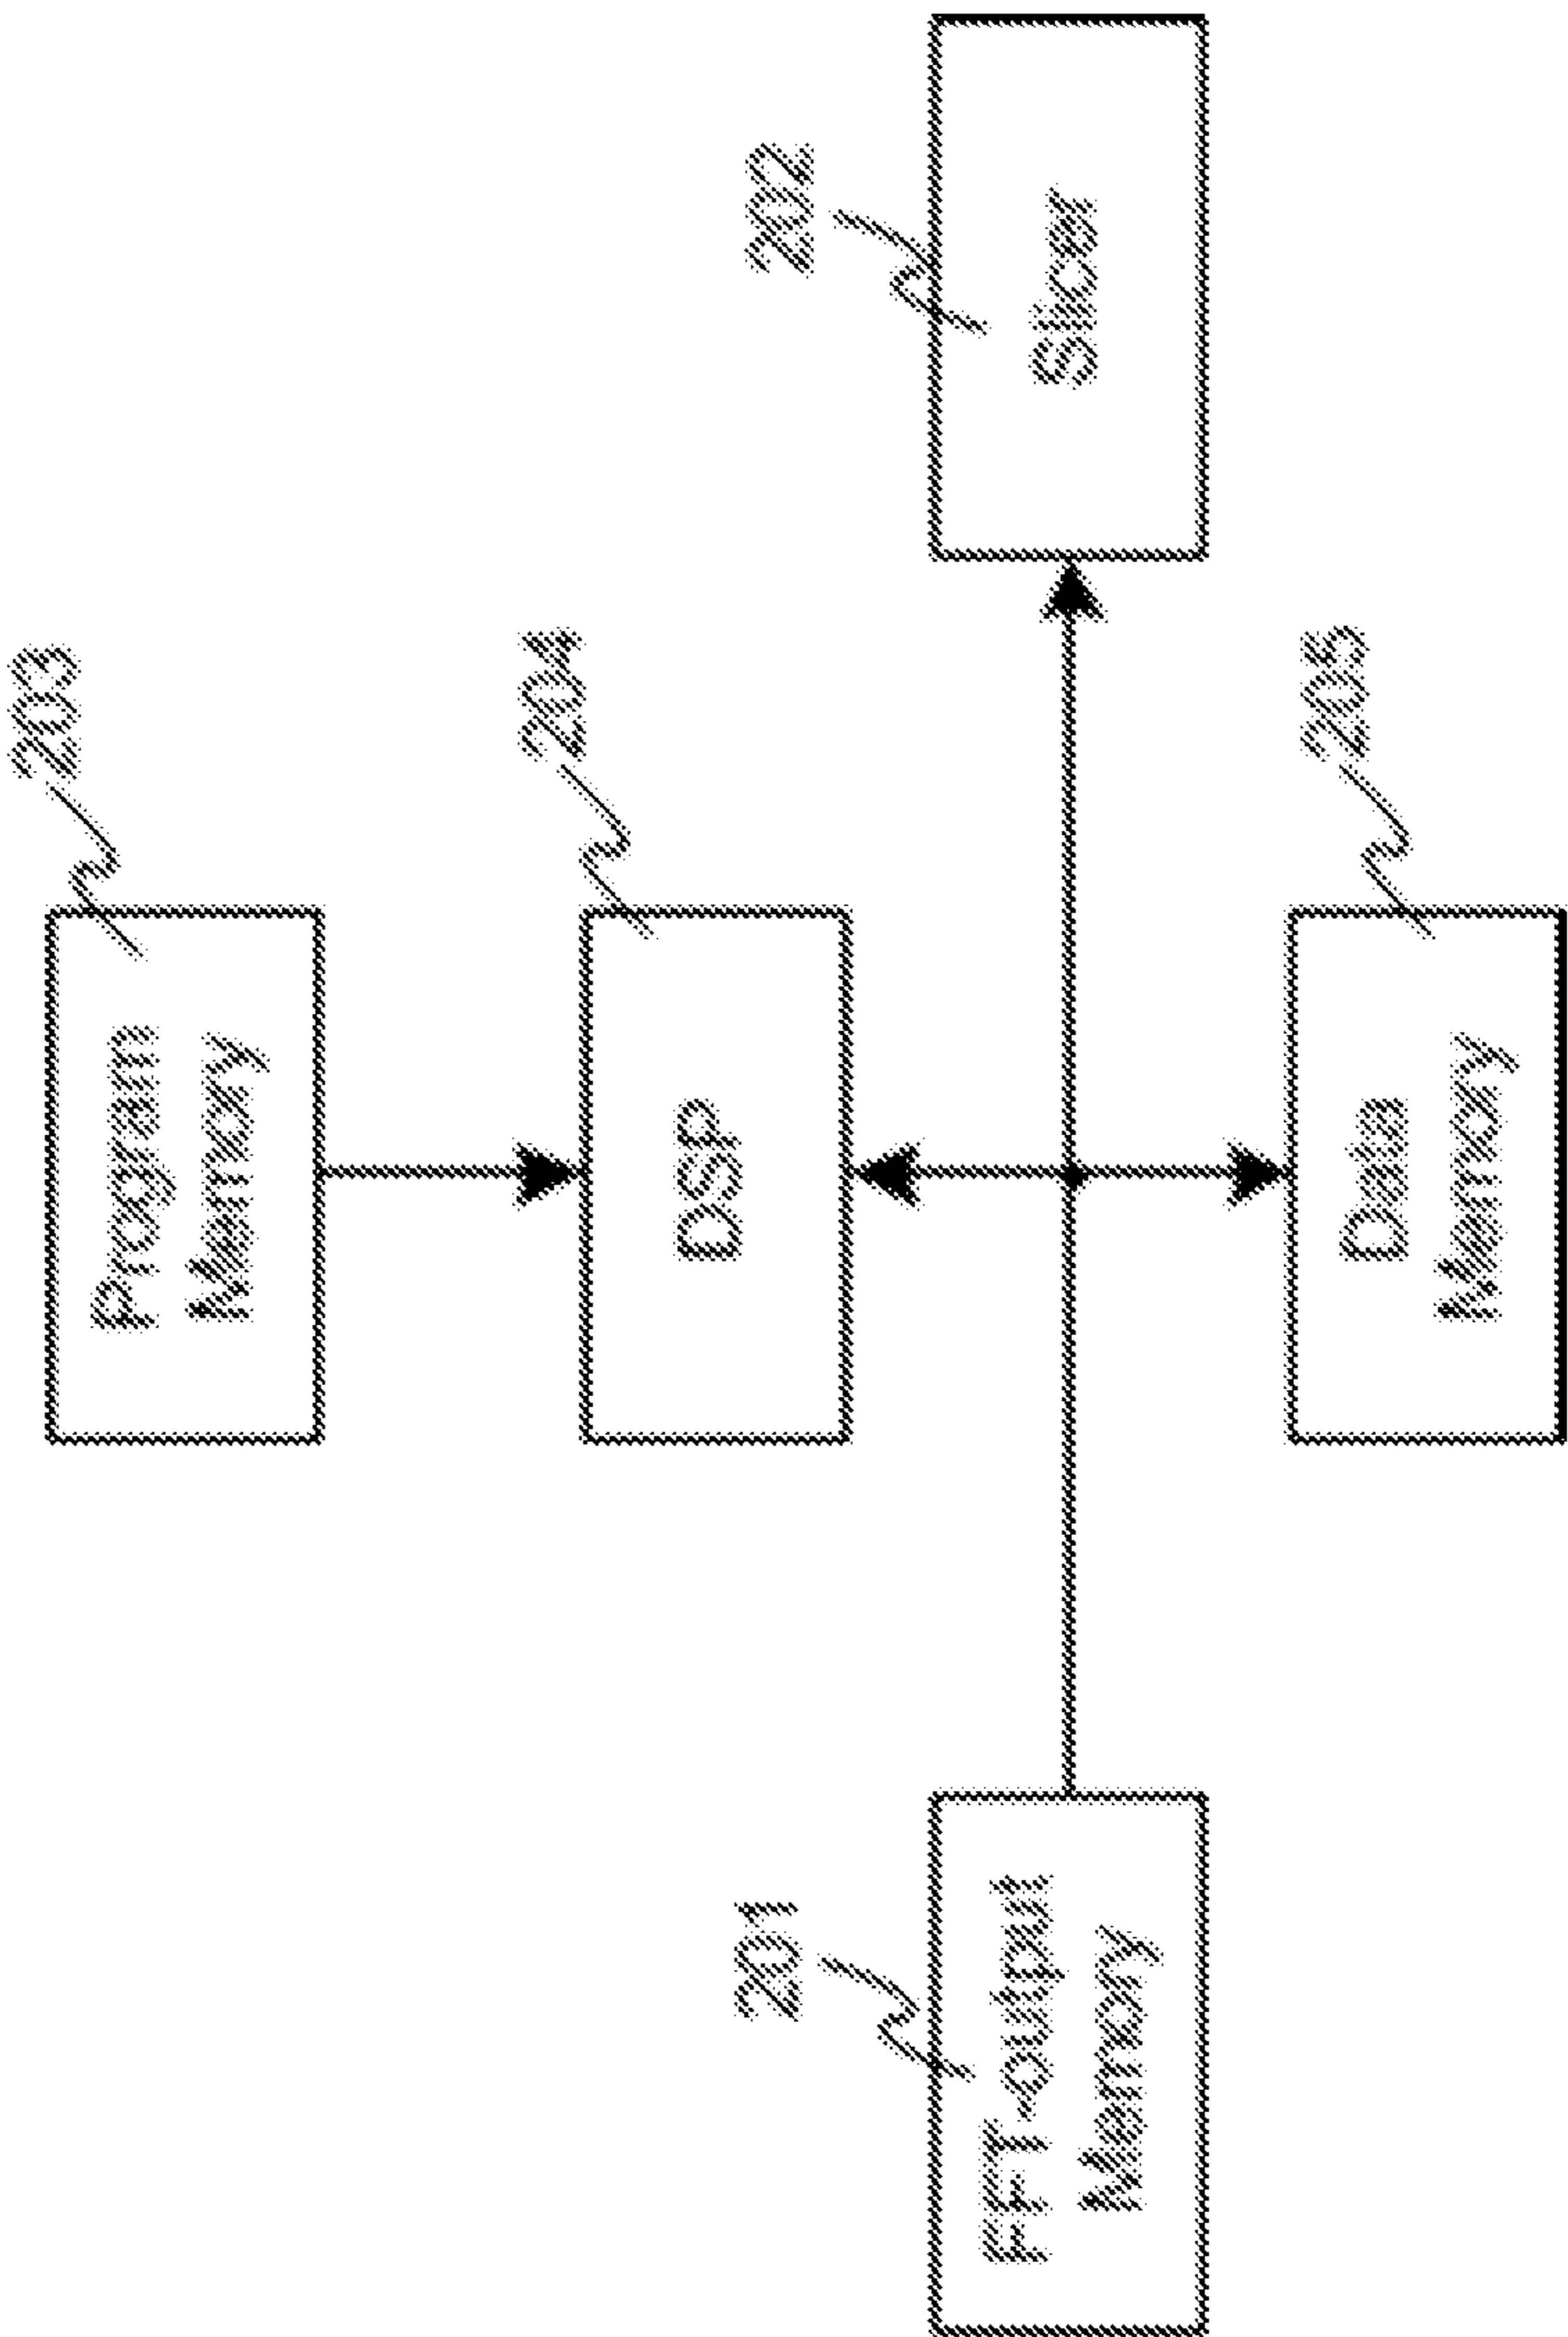 203
Program
Memory
204
DSP
202
Slicer
201
FFT-output
Memory
205
Data
Memory